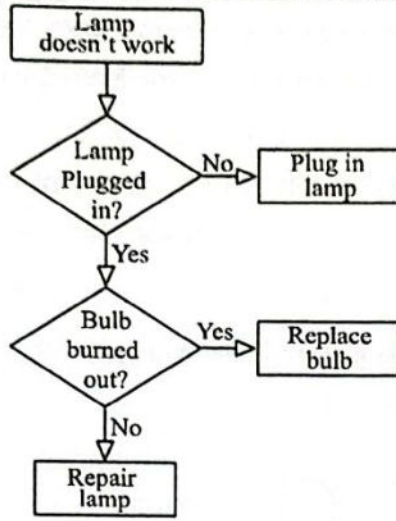 Lamp
doesn't work
Lamp
Plugged
in?
No
Plug in
lamp
Yes
Bulb
burned
out?
Yes
Replace
bulb
No
Repair
lamp